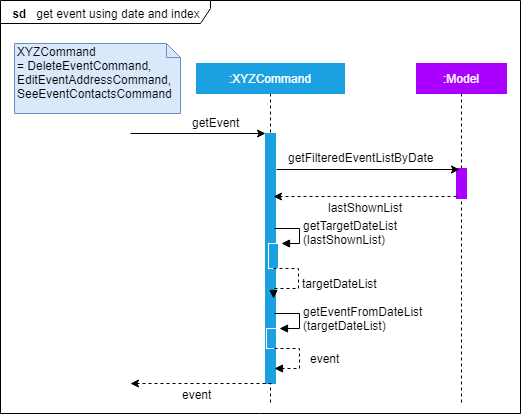 sd get event using date and index
XYZCommand
= DeleteEventCommand,
EditEventAddressCommand,
SeeEventContactsCommand
:XYZCommand
:Model
getEvent
getFilteredEventListByDate
lastShownList
getTargetDateList
(lastShownList)
targetDateList
getEventFromDateList
(targetDateList)
event
event